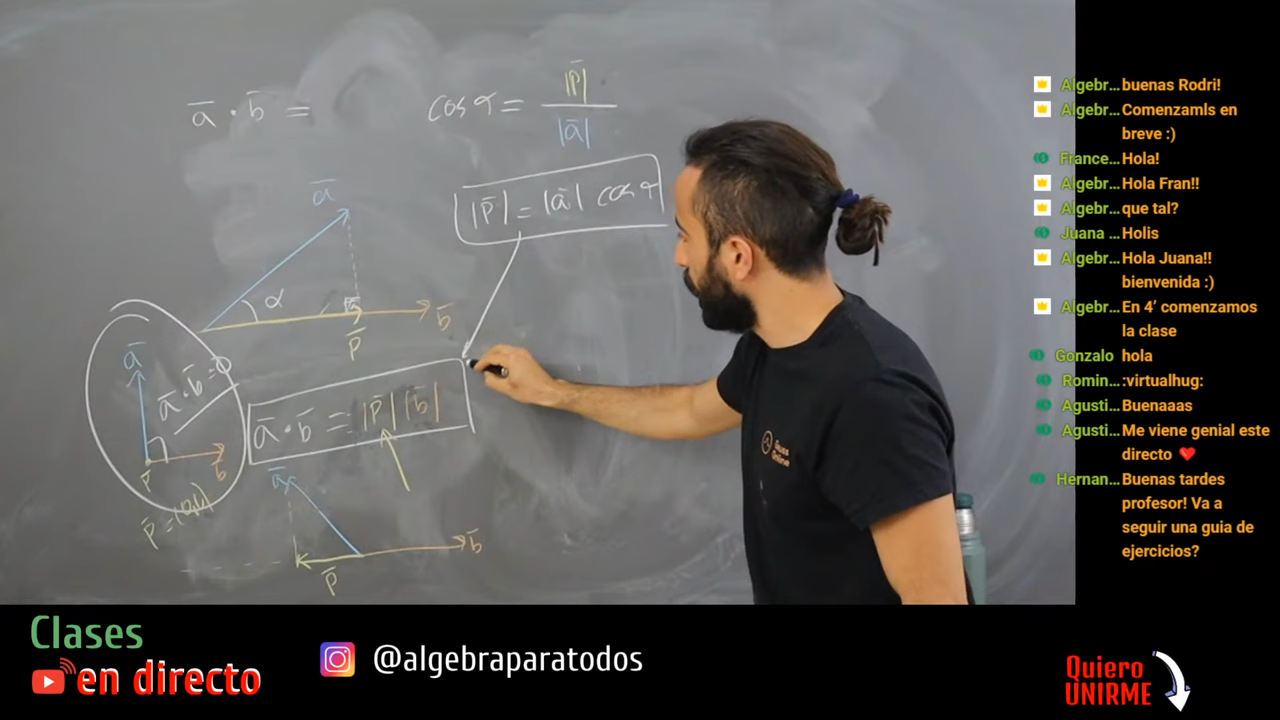 a̅ · b̅ =
cos α = |P̅| / |a̅|
|P̅| = |a̅| cos α
a̅
α
b̅
P̅
a̅
a̅ · b̅ = 0
b̅
P̅
a̅ · b̅ = |P̅| |b̅|
a̅
b̅
P̅
Algebr... buenas Rodri!
Algebr... Comenzamls en
breve :)
France... Hola!
Algebr... Hola Fran!!
Algebr... que tal?
Juana ... Holis
Algebr... Hola Juana!!
bienvenida :)
Algebr... En 4’ comenzamos
la clase
Gonzalo hola
Romin... :virtualhug:
Agusti... Buenaaas
Agusti... Me viene genial este
directo ❤️
Hernan... Buenas tardes
profesor! Va a
seguir una guia de
ejercicios?
Clases
en directo
@algebraparatodos
Quiero
UNIRME